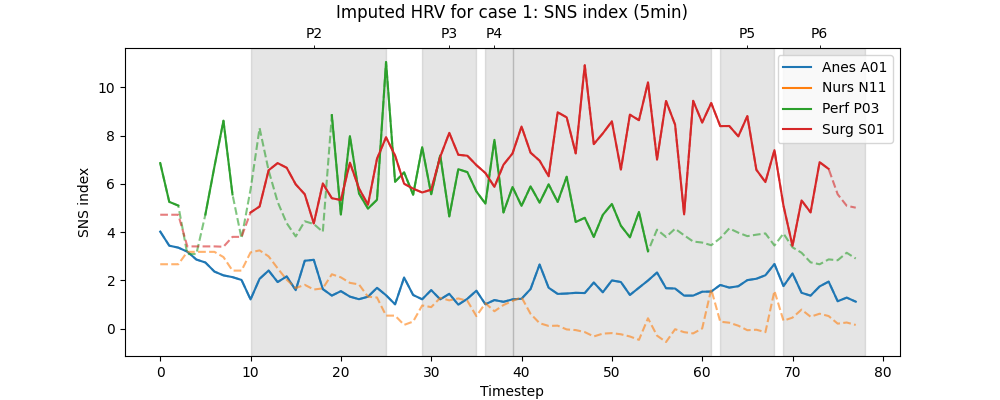 Imputed HRV for case 1: SNS index (5min)
P2 P3 P4 P5 P6
Anes A01
Nurs N11
Perf P03
Surg S01
SNS index
10
8
6
4
2
0
0 10 20 30 40 50 60 70 80
Timestep